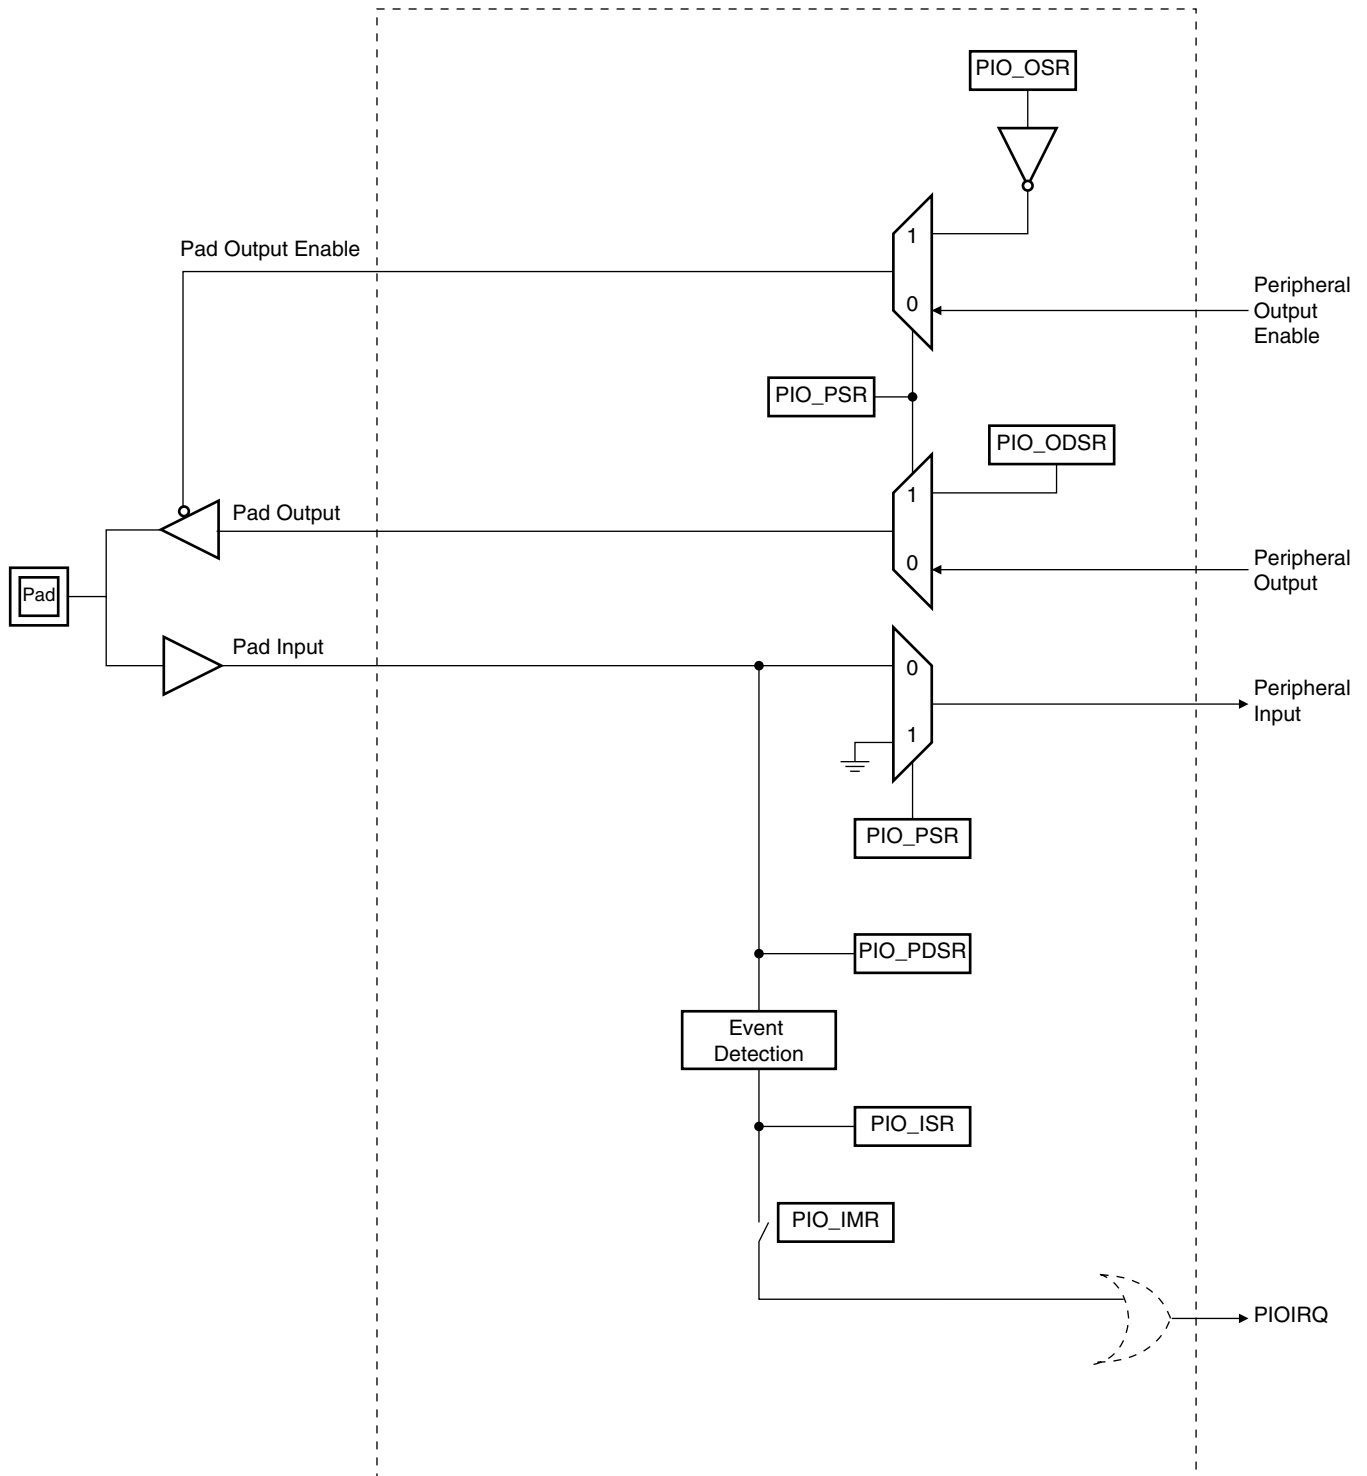 PIO_OSR
1
Pad Output Enable
0
Peripheral
Output
Enable
PIO_PSR
PIO_ODSR
1
Pad Output
0
Peripheral
Output
Pad
Pad Input
0
Peripheral
Input
1
PIO_PSR
PIO_PDSR
Event
Detection
PIO_ISR
PIO_IMR
PIOIRQ